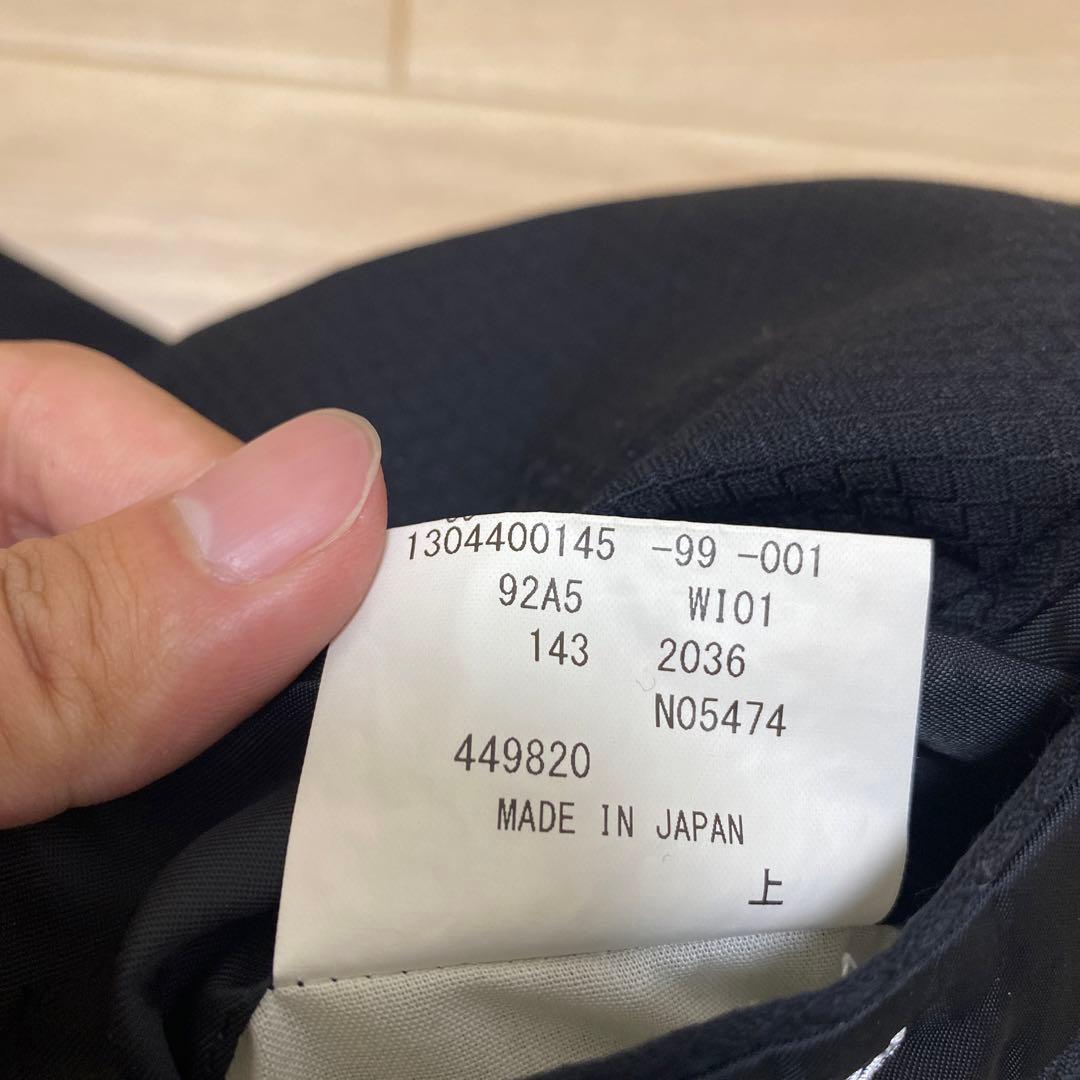 1304400145 -99 -001
92A5 WI01
143 2036
N05474
449820
MADE IN JAPAN
上